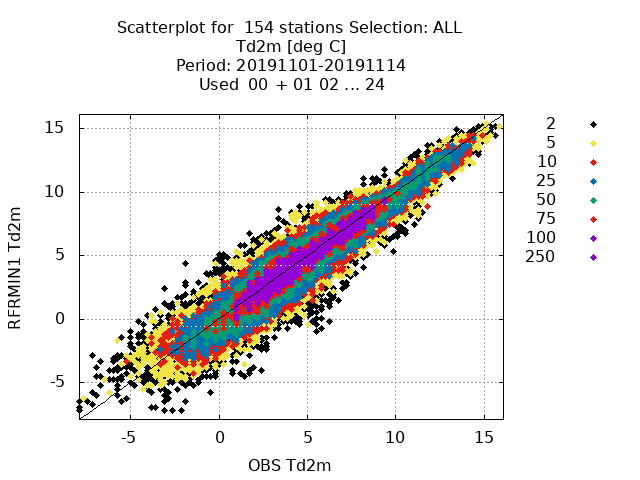 Scatterplot for  154 stations Selection: ALL
Td2m [deg C]
Period: 20191101-20191114
Used  00 + 01 02 ... 24
2
5
10
25
50
75
100
250
15
10
5
0
-5
RFRMIN1 Td2m
-5 0 5 10 15
OBS Td2m